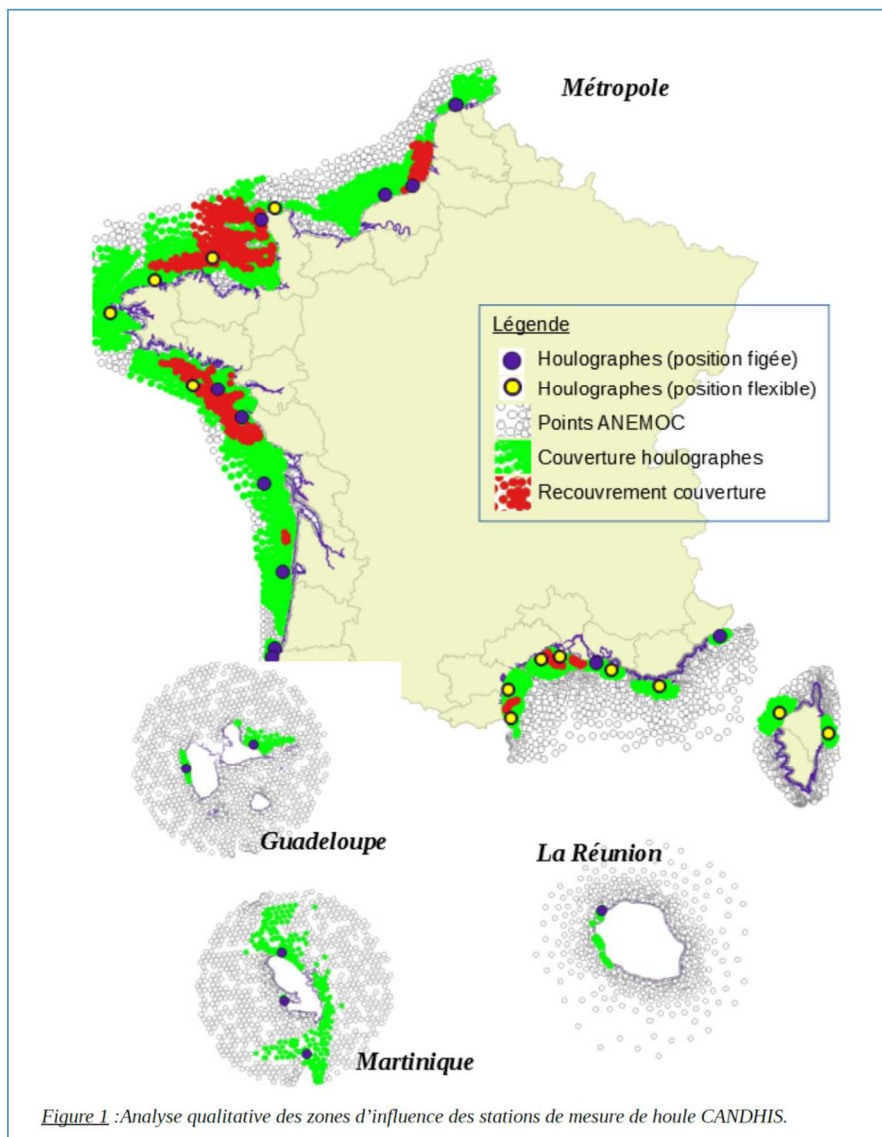 Métropole
Légende
Houlographes (position figée)
Houlographes (position flexible)
Points ANEMOC
Couverture houlographes
Recouvrement couverture
Guadeloupe
La Réunion
Martinique
Figure 1 :Analyse qualitative des zones d'influence des stations de mesure de houle CANDHIS.